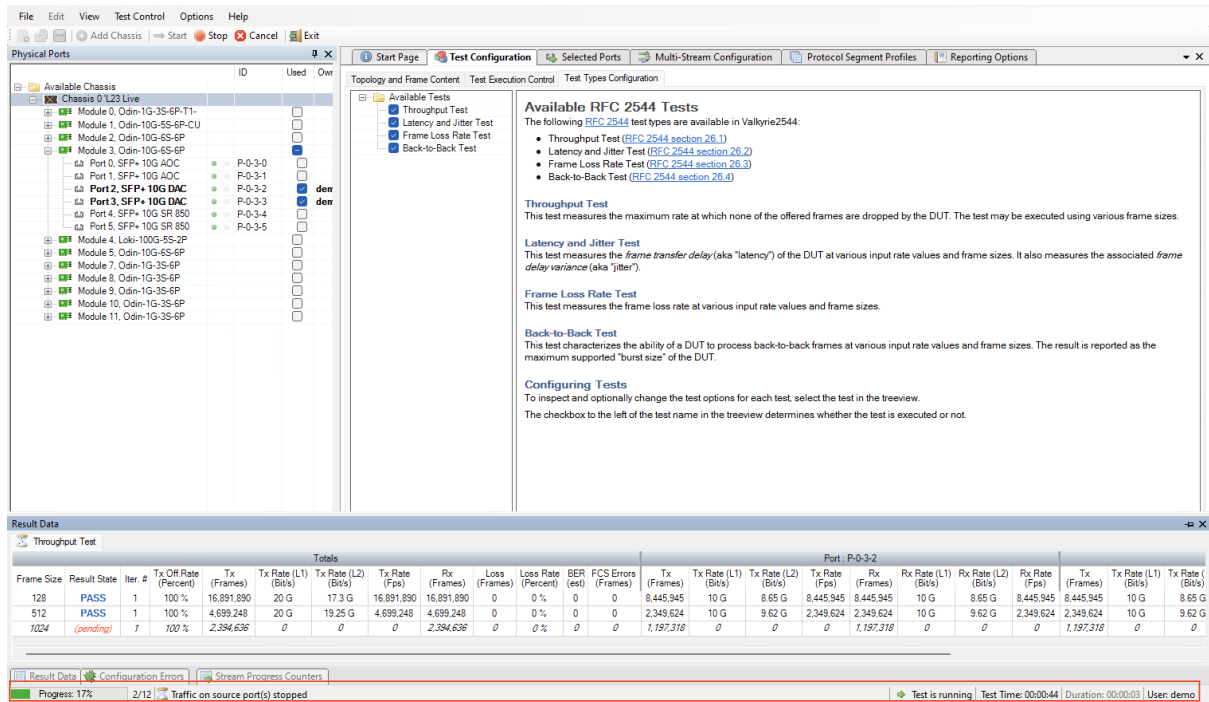 File Edit View Test Control Options Help
Add Chassis Start Stop Cancel Exit
Physical Ports
ID Used Owr
Available Chassis
Chassis 0 'L23 Live
Module 0, Odin-1G-3S-6P-T1-
Module 1, Odin-10G-5S-6P-CU
Module 2, Odin-10G-6S-6P
Module 3, Odin-10G-6S-6P
Port 0, SFP+ 10G AOC P-0-3-0
Port 1, SFP+ 10G AOC P-0-3-1
Port 2, SFP+ 10G DAC P-0-3-2 dem
Port 3, SFP+ 10G DAC P-0-3-3 dem
Port 4, SFP+ 10G SR 850 P-0-3-4
Port 5, SFP+ 10G SR 850 P-0-3-5
Module 4, Loki-100G-5S-2P
Module 5, Odin-10G-6S-6P
Module 7, Odin-1G-3S-6P
Module 8, Odin-1G-3S-6P
Module 9, Odin-1G-3S-6P
Module 10, Odin-1G-3S-6P
Module 11, Odin-1G-3S-6P
Start Page Test Configuration Selected Ports Multi-Stream Configuration Protocol Segment Profiles Reporting Options
Topology and Frame Content Test Execution Control Test Types Configuration
Available Tests
Throughput Test
Latency and Jitter Test
Frame Loss Rate Test
Back-to-Back Test
Available RFC 2544 Tests
The following RFC 2544 test types are available in Valkyrie2544:
• Throughput Test (RFC 2544 section 26.1)
• Latency and Jitter Test (RFC 2544 section 26.2)
• Frame Loss Rate Test (RFC 2544 section 26.3)
• Back-to-Back Test (RFC 2544 section 26.4)
Throughput Test
This test measures the maximum rate at which none of the offered frames are dropped by the DUT. The test may be executed using various frame sizes.
Latency and Jitter Test
This test measures the frame transfer delay (aka "latency") of the DUT at various input rate values and frame sizes. It also measures the associated frame
delay variance (aka "jitter").
Frame Loss Rate Test
This test measures the frame loss rate at various input rate values and frame sizes.
Back-to-Back Test
This test characterizes the ability of a DUT to process back-to-back frames at various input rate values and frame sizes. The result is reported as the
maximum supported "burst size" of the DUT.
Configuring Tests
To inspect and optionally change the test options for each test, select the test in the treeview.
The checkbox to the left of the test name in the treeview determines whether the test is executed or not.
Result Data
Throughput Test
Totals Port : P-0-3-2
Frame Size Result State Iter. # Tx Off.Rate (Percent) Tx (Frames) Tx Rate (L1) (Bit/s) Tx Rate (L2) (Bit/s) Tx Rate (Fps) Rx (Frames) Loss (Frames) Loss Rate (Percent) BER (est) FCS Errors (Frames) Tx (Frames) Tx Rate (L1) (Bit/s) Tx Rate (L2) (Bit/s) Tx Rate (Fps) Rx (Frames) Rx Rate (L1) (Bit/s) Rx Rate (L2) (Bit/s) Rx Rate (Fps) Tx (Frames) Tx Rate (L1) (Bit/s) Tx Rate ( (Bit/s)
128 PASS 1 100 % 16,891,890 20 G 17.3 G 16,891,890 16,891,890 0 0 % 0 0 8,445,945 10 G 8.65 G 8,445,945 8,445,945 10 G 8.65 G 8,445,945 8,445,945 10 G 8.65 G
512 PASS 1 100 % 4,699,248 20 G 19.25 G 4,699,248 4,699,248 0 0 % 0 0 2,349,624 10 G 9.62 G 2,349,624 2,349,624 10 G 9.62 G 2,349,624 2,349,624 10 G 9.62 G
1024 (pending) 1 100 % 2,394,636 0 0 0 2,394,636 0 0 % 0 0 1,197,318 0 0 0 1,197,318 0 0 0 1,197,318 0 0
Result Data Configuration Errors Stream Progress Counters
Progress: 17% 2/12 Traffic on source port(s) stopped Test is running Test Time: 00:00:44 Duration: 00:00:03 User: demo